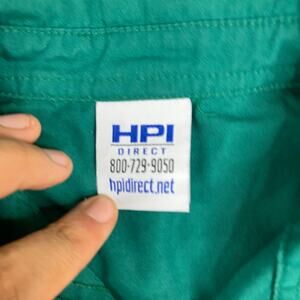 HPI
DIRECT
800-729-9050
hpidirect.net